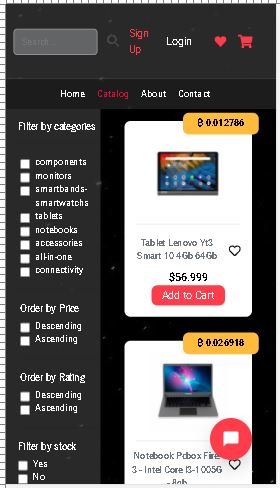 Search...
Sign
Up
Login
Home Catalog About Contact
Filter by categories
components
monitors
smartbands-
smartwatchs
tablets
notebooks
accessories
all-in-one
connectivity
Order by Price
Descending
Ascending
Order by Rating
Descending
Ascending
Filter by stock
Yes
No
₿ 0.012786
Tablet Lenovo Yt3
Smart 10 4Gb 64Gb
$56.999
Add to Cart
₿ 0.026918
Notebook Pcbox Fire
3 - Intel Core I3-1005G
- 8gb